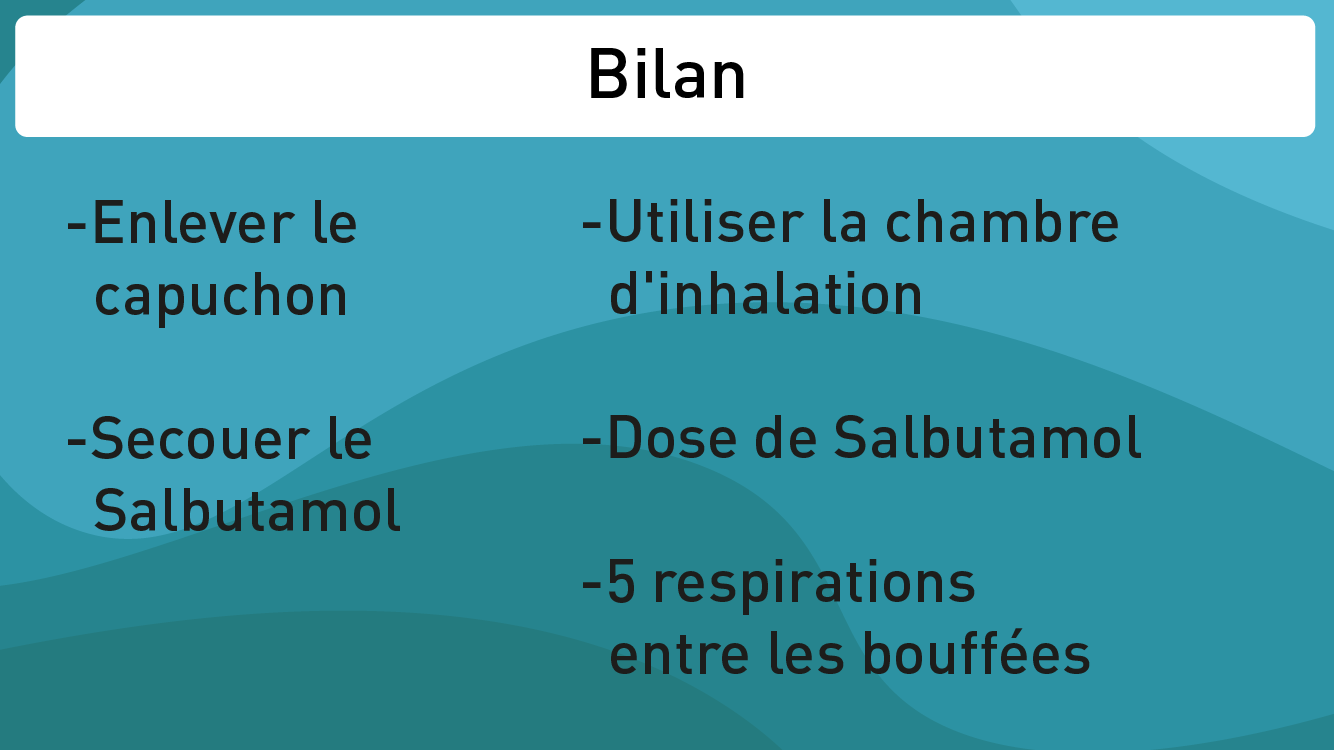 Bilan
-Enlever le
capuchon
-Secouer le
Salbutamol
-Utiliser la chambre
d'inhalation
-Dose de Salbutamol
-5 respirations
entre les bouffées